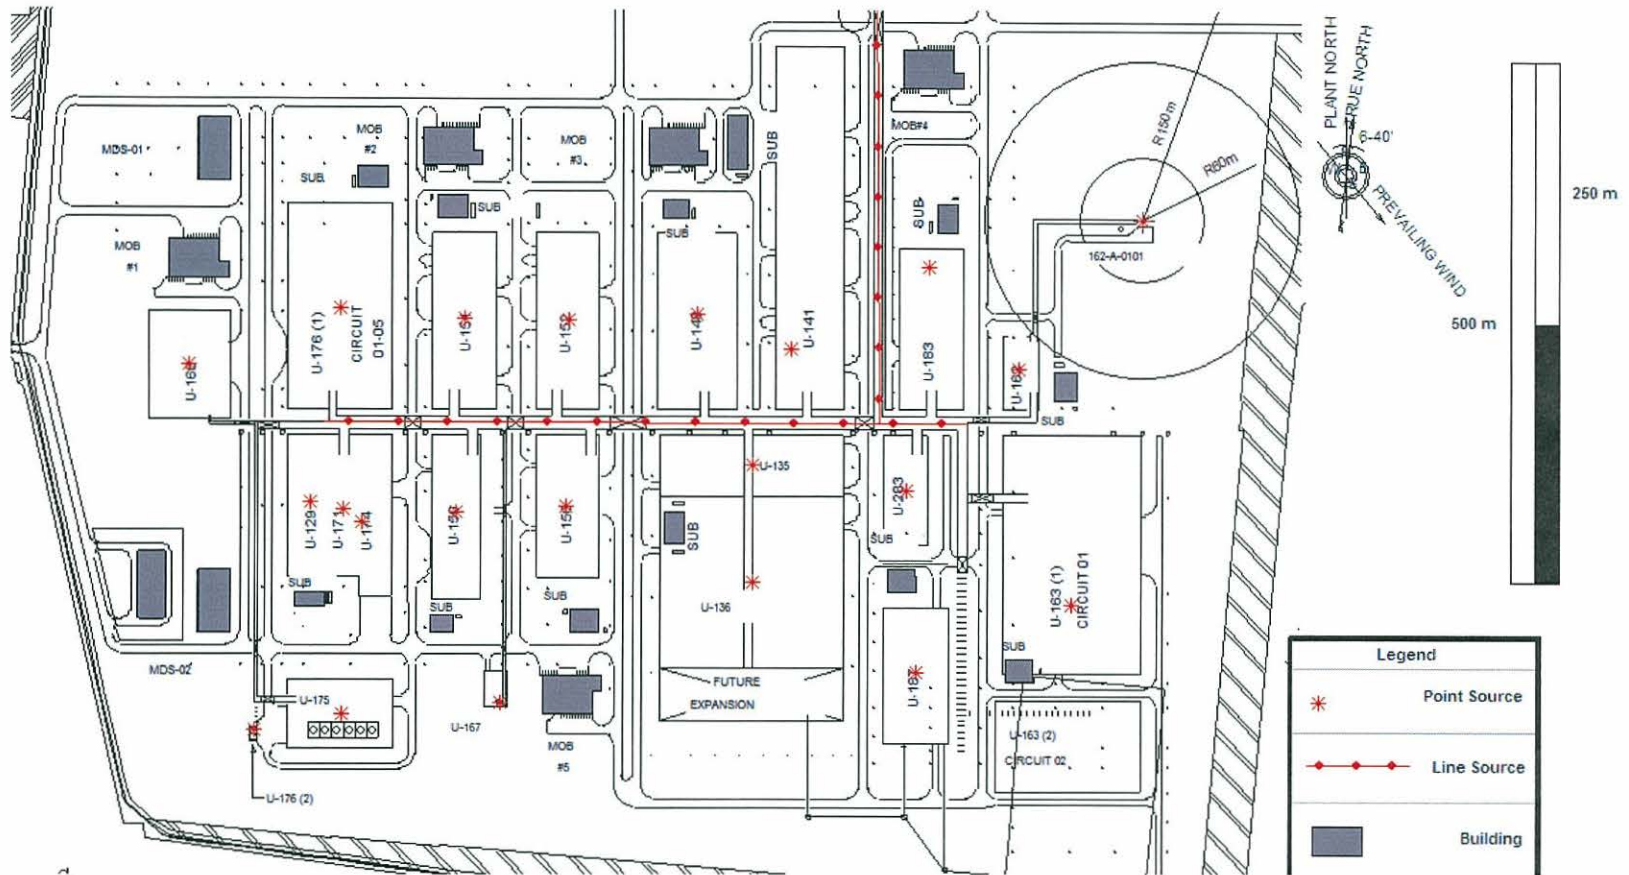 PLANT NORTH
TRUE NORTH
6-40'
PREVAILING WIND
R150m
R60m
250 m
500 m
MDS-01
MOB
#2
SUB
MOB
#3
SUB
MOB#4
MOB
#1
SUB
SUB
SUB
162-A-0101
U-176 (1)
CIRCUIT
01-05
U-152
U-141
U-183
U-162
SUB
U-135
U-129
U-171
U-174
U-283
SUB
SUB
SUB
SUB
SUB
U-136
U-163 (1)
CIRCUIT 01
SUB
MDS-02
U-175
U-167
FUTURE
EXPANSION
MOB
#5
U-163 (2)
CIRCUIT 02
U-176 (2)
Legend
Point Source
Line Source
Building